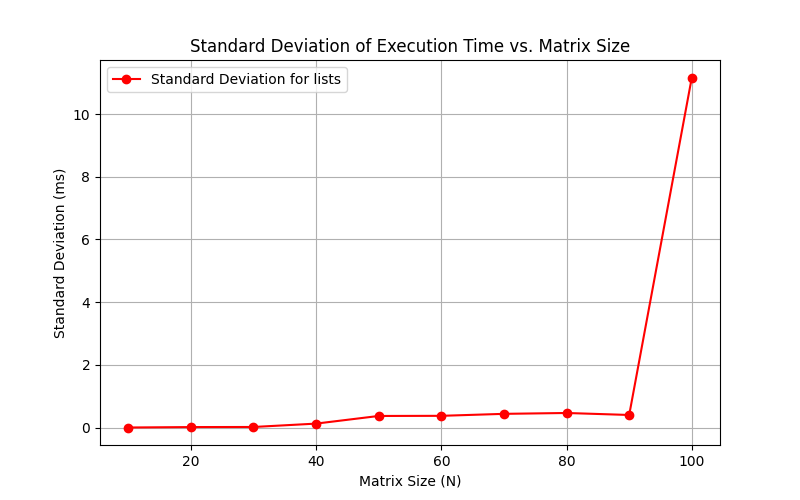 Standard Deviation of Execution Time vs. Matrix Size
Standard Deviation for lists
Standard Deviation (ms)
10
8
6
4
2
0
20 40 60 80 100
Matrix Size (N)